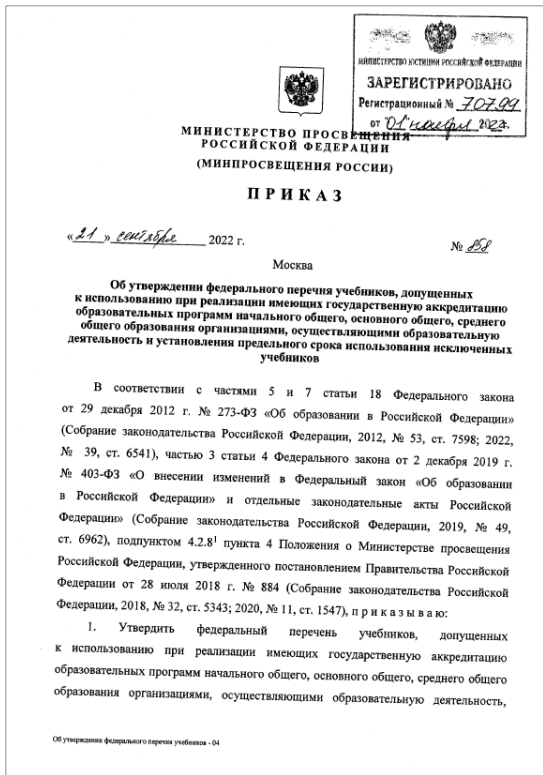 МИНИСТЕРСТВО ЮСТИЦИИ РОССИЙСКОЙ ФЕДЕРАЦИИ
ЗАРЕГИСТРИРОВАНО
Регистрационный № 70799
от "01" ноября 2022г.
МИНИСТЕРСТВО ПРОСВЕЩЕНИЯ
РОССИЙСКОЙ ФЕДЕРАЦИИ
(МИНПРОСВЕЩЕНИЯ РОССИИ)
ПРИКАЗ
«21» сентября 2022 г.
№ 858
Москва
Об утверждении федерального перечня учебников, допущенных
к использованию при реализации имеющих государственную аккредитацию
образовательных программ начального общего, основного общего, среднего
общего образования организациями, осуществляющими образовательную
деятельность и установления предельного срока использования исключенных
учебников
В соответствии с частями 5 и 7 статьи 18 Федерального закона
от 29 декабря 2012 г. № 273-ФЗ «Об образовании в Российской Федерации»
(Собрание законодательства Российской Федерации, 2012, № 53, ст. 7598; 2022,
№ 39, ст. 6541), частью 3 статьи 4 Федерального закона от 2 декабря 2019 г.
№ 403-ФЗ «О внесении изменений в Федеральный закон «Об образовании
в Российской Федерации» и отдельные законодательные акты Российской
Федерации» (Собрание законодательства Российской Федерации, 2019, № 49,
ст. 6962), подпунктом 4.2.8¹ пункта 4 Положения о Министерстве просвещения
Российской Федерации, утвержденного постановлением Правительства Российской
Федерации от 28 июля 2018 г. № 884 (Собрание законодательства Российской
Федерации, 2018, № 32, ст. 5343; 2020, № 11, ст. 1547), п р и к а з ы в а ю:
1. Утвердить федеральный перечень учебников, допущенных
к использованию при реализации имеющих государственную аккредитацию
образовательных программ начального общего, основного общего, среднего общего
образования организациями, осуществляющими образовательную деятельность,
Об утверждении федерального перечня учебников - 04